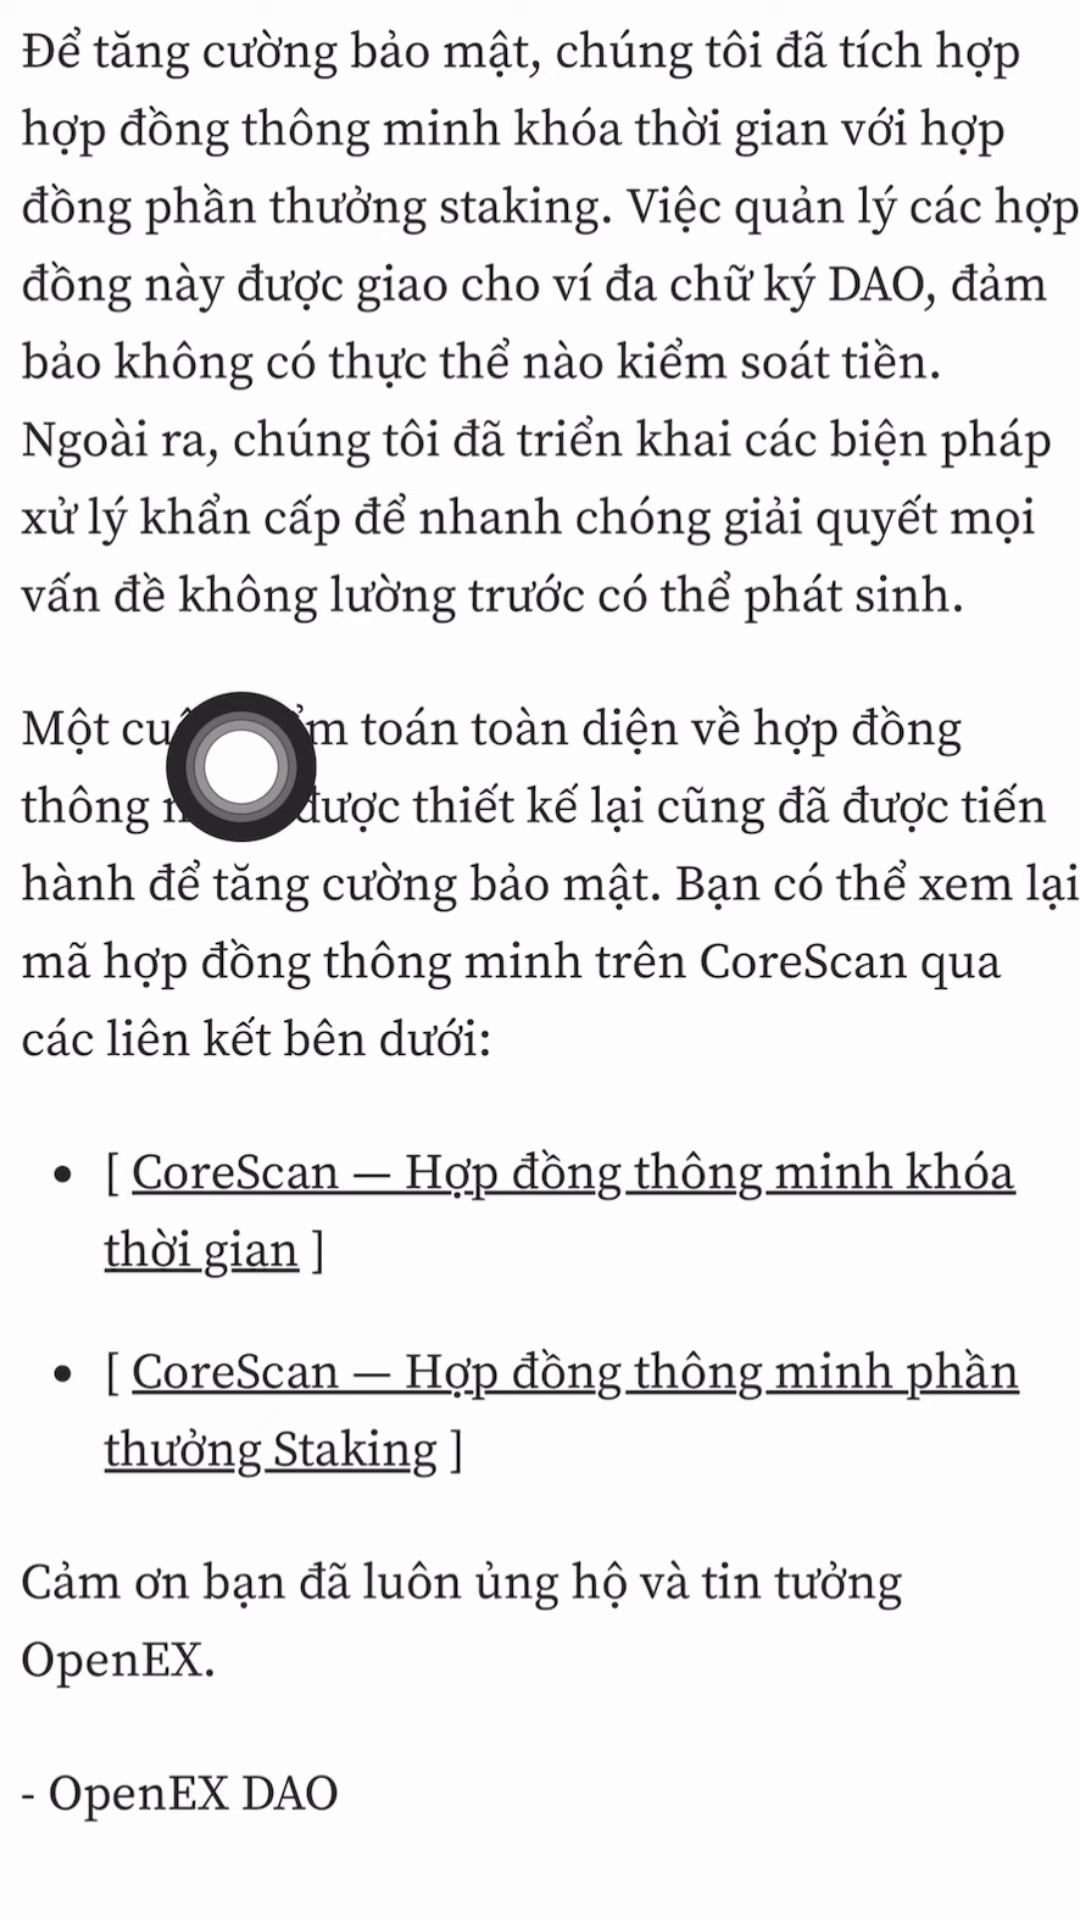 Để tăng cường bảo mật, chúng tôi đã tích hợp
hợp đồng thông minh khóa thời gian với hợp
đồng phần thưởng staking. Việc quản lý các hợp
đồng này được giao cho ví đa chữ ký DAO, đảm
bảo không có thực thể nào kiểm soát tiền.
Ngoài ra, chúng tôi đã triển khai các biện pháp
xử lý khẩn cấp để nhanh chóng giải quyết mọi
vấn đề không lường trước có thể phát sinh.
Một toán toàn diện về hợp đồng
thông được thiết kế lại cũng đã được tiến
hành để tăng cường bảo mật. Bạn có thể xem lại
mã hợp đồng thông minh trên CoreScan qua
các liên kết bên dưới:
• [ CoreScan — Hợp đồng thông minh khóa
thời gian ]
• [ CoreScan — Hợp đồng thông minh phần
thưởng Staking ]
Cảm ơn bạn đã luôn ủng hộ và tin tưởng
OpenEX.
- OpenEX DAO